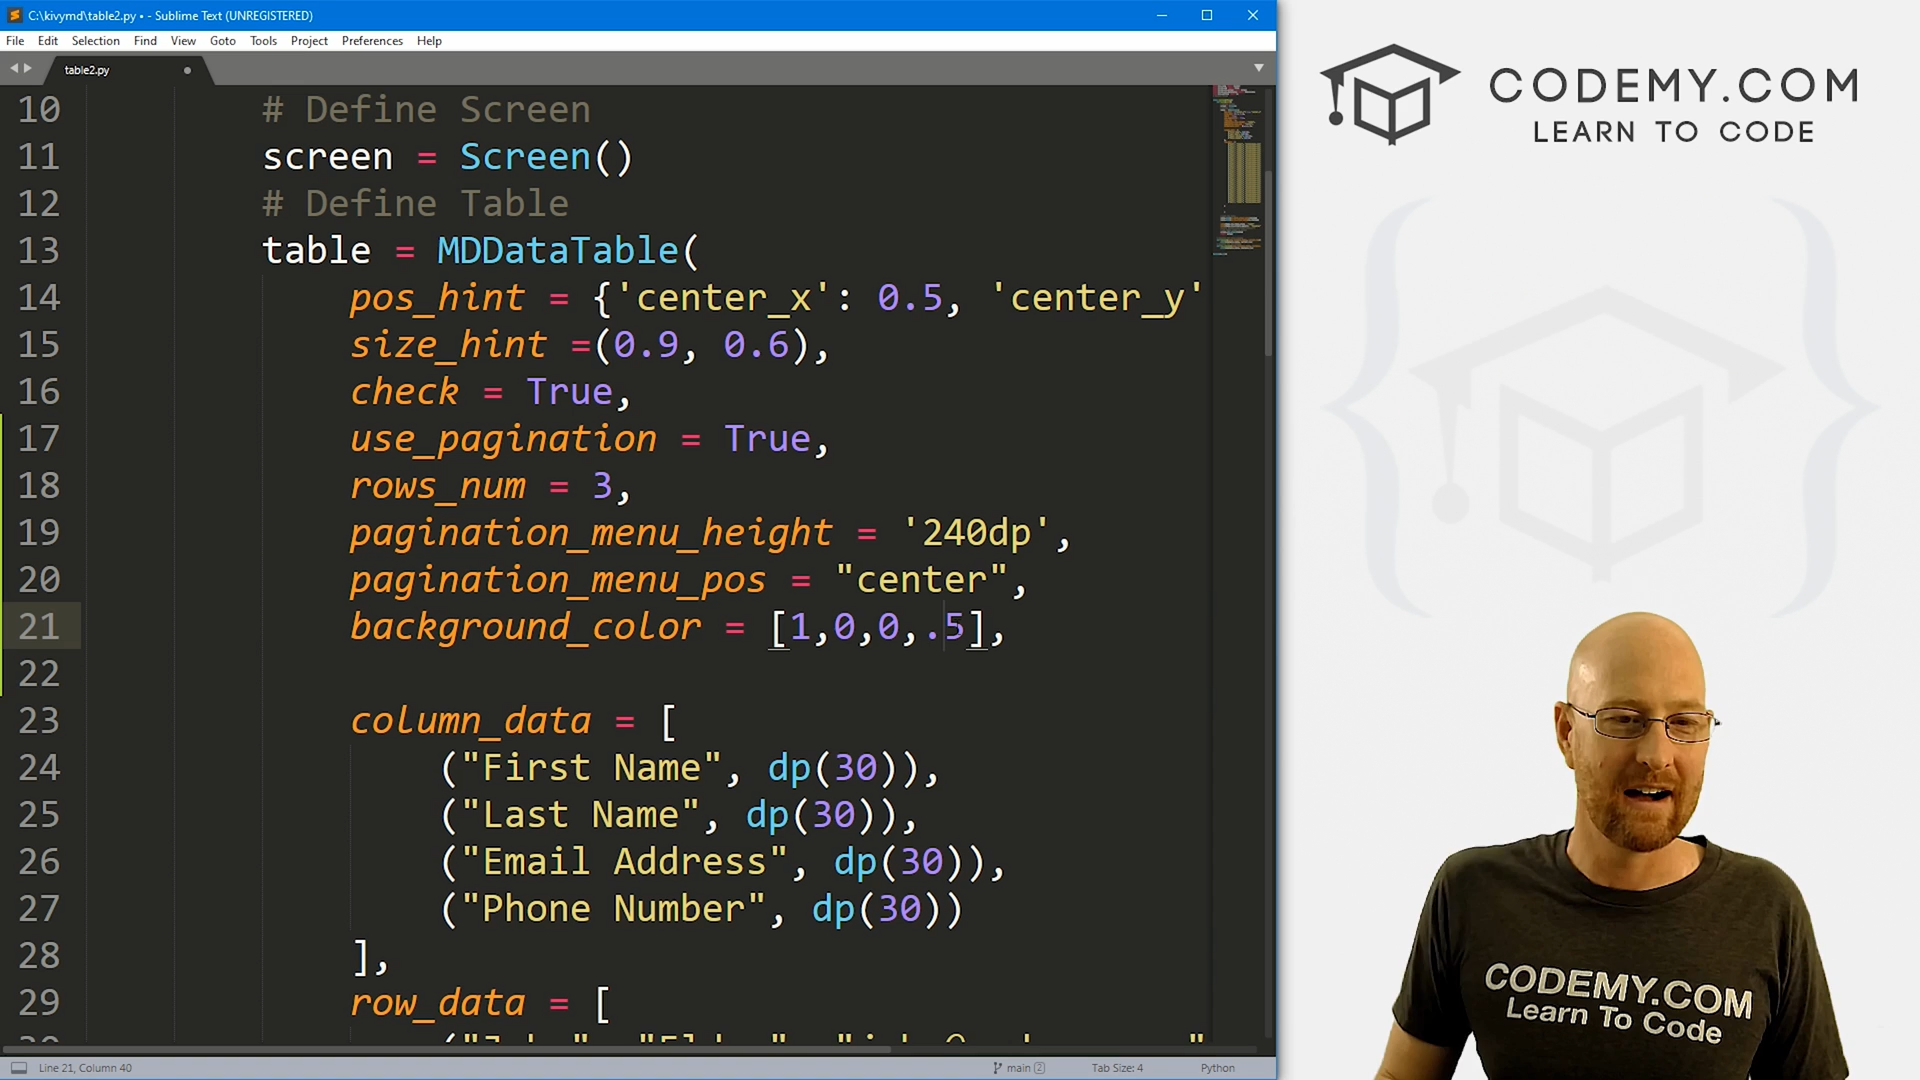 C:\kivymd\table2.py • - Sublime Text (UNREGISTERED)
File Edit Selection Find View Goto Tools Project Preferences Help
table2.py
10 # Define Screen
11 screen = Screen()
12 # Define Table
13 table = MDDataTable(
14 pos_hint = {'center_x': 0.5, 'center_y'
15 size_hint =(0.9, 0.6),
16 check = True,
17 use_pagination = True,
18 rows_num = 3,
19 pagination_menu_height = '240dp',
20 pagination_menu_pos = "center",
21 background_color = [1,0,0,.5],
22
23 column_data = [
24 ("First Name", dp(30)),
25 ("Last Name", dp(30)),
26 ("Email Address", dp(30)),
27 ("Phone Number", dp(30))
28 ],
29 row_data = [
Line 21, Column 40
main 2
Tab Size: 4
Python
CODEMY.COM
LEARN TO CODE
CODEMY.COM
Learn To Code